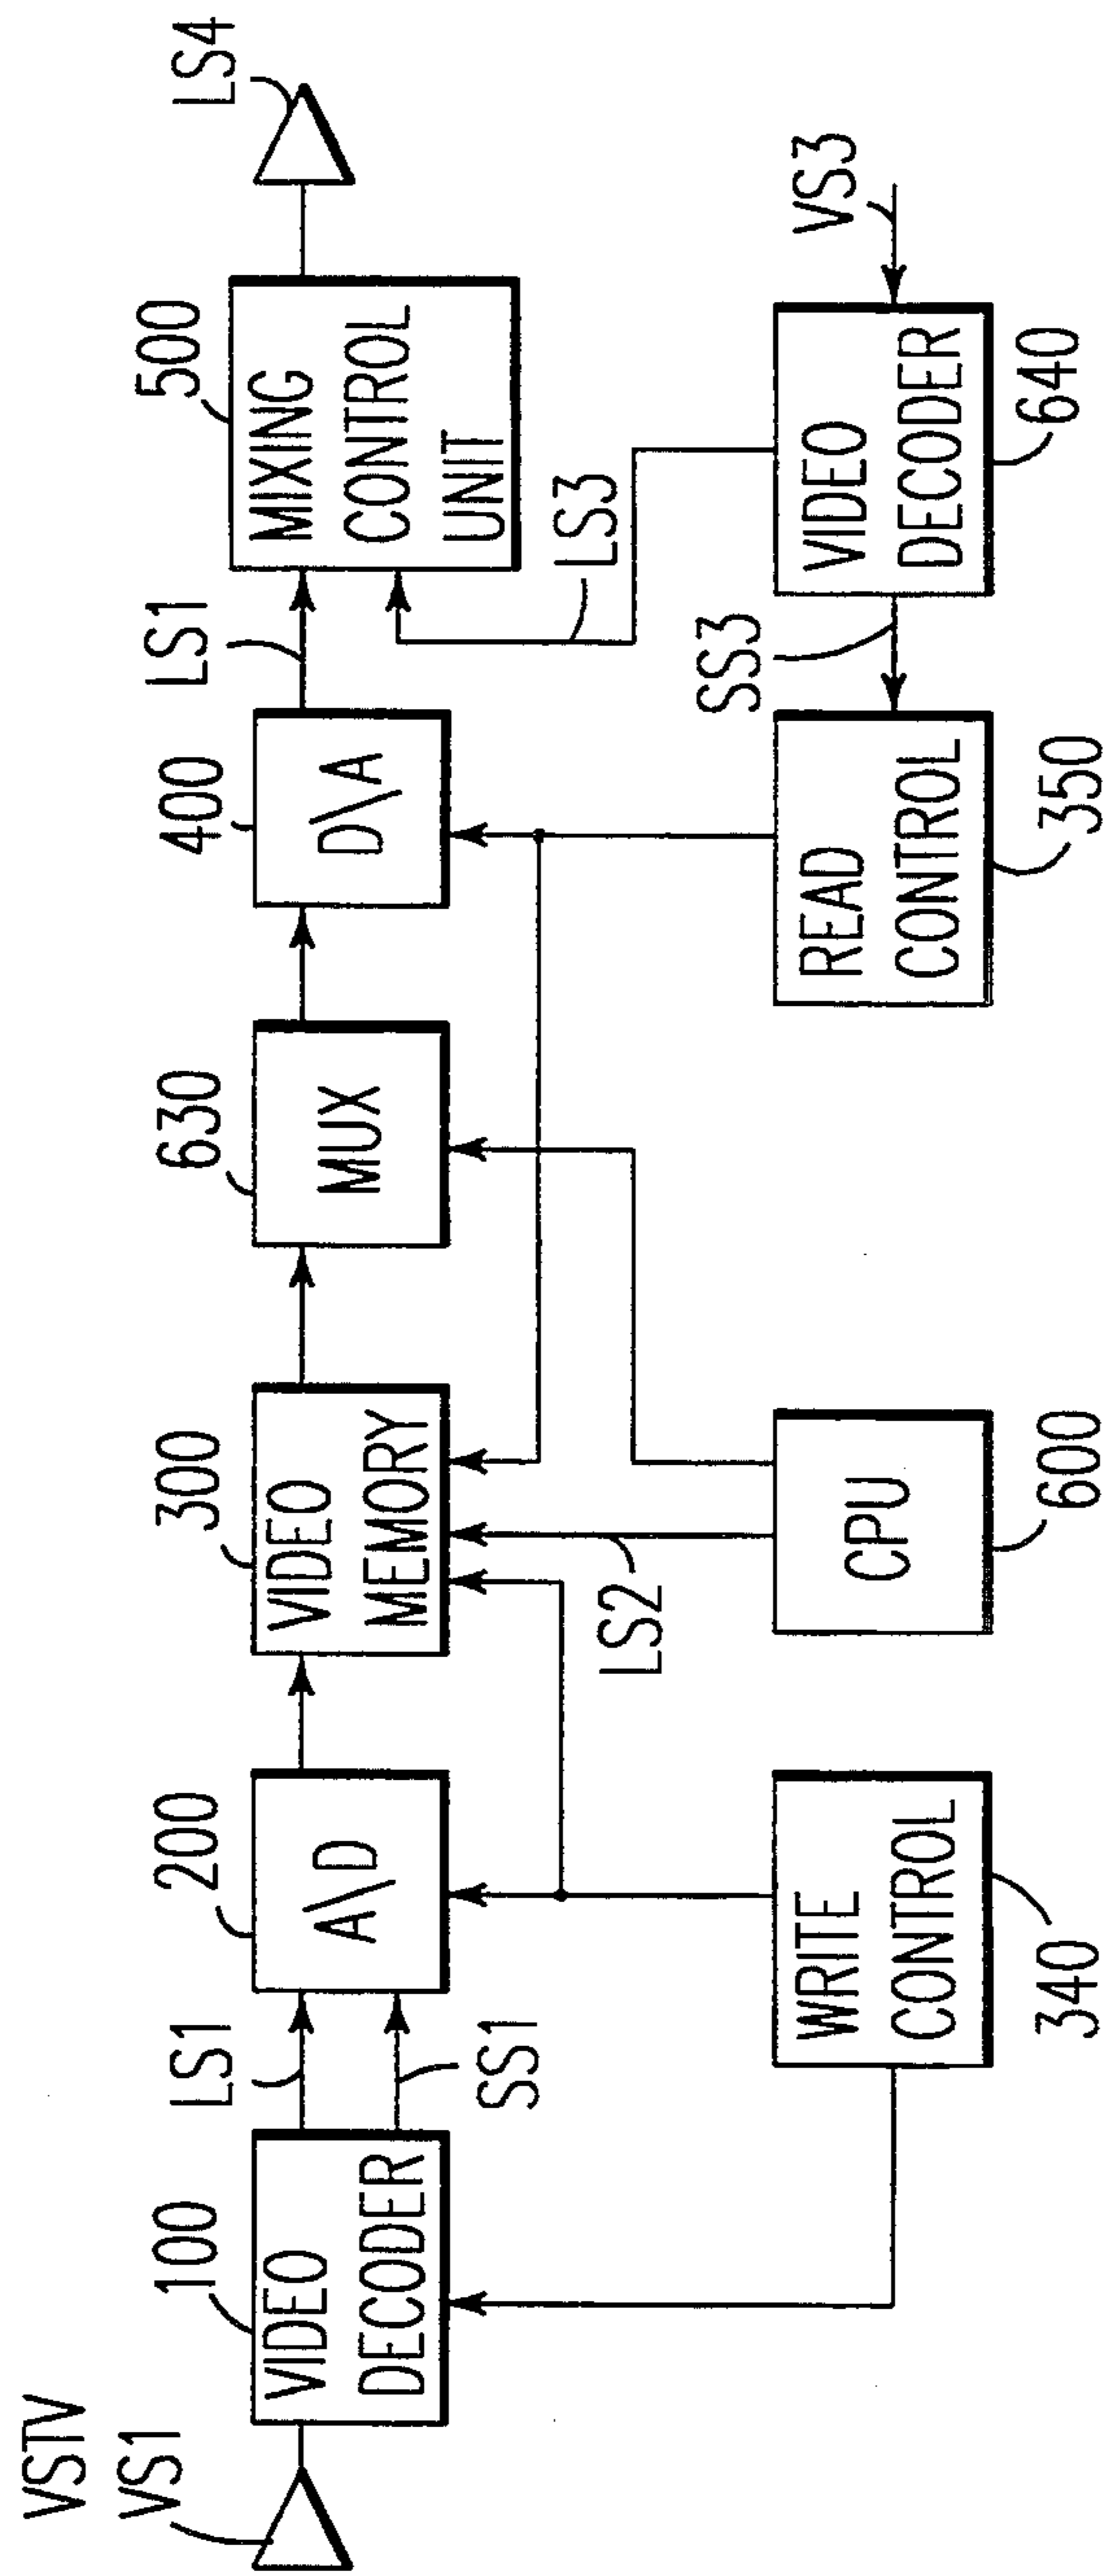 VSTV
VS1
100
VIDEO
DECODER
LS1
SS1
200
A\D
300
VIDEO
MEMORY
630
MUX
400
D\A
LS1
500
MIXING
CONTROL
UNIT
LS4
LS3
LS2
WRITE
CONTROL
340
CPU
600
READ
CONTROL
350
SS3
VIDEO
DECODER
640
VS3